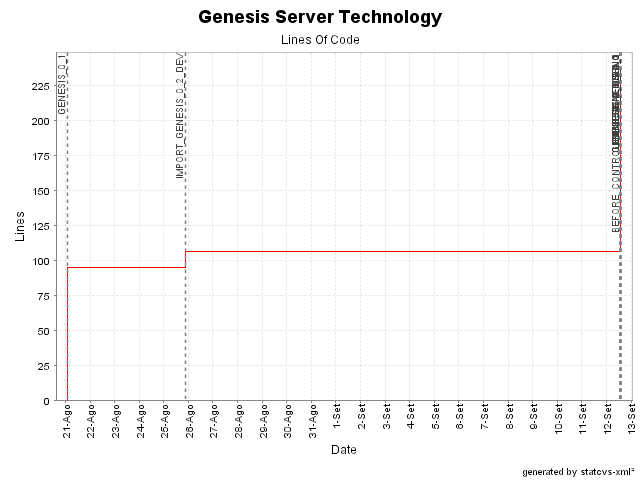 Genesis Server Technology
Lines Of Code
GENESIS_0_1
IMPORT_GENESIS_0_2_DEV
Lines
225
200
175
150
125
100
75
50
25
0
21-Ago
22-Ago
23-Ago
24-Ago
25-Ago
26-Ago
27-Ago
28-Ago
29-Ago
30-Ago
31-Ago
1-Set
2-Set
3-Set
4-Set
5-Set
6-Set
7-Set
8-Set
9-Set
10-Set
11-Set
12-Set
13-Set
Date
generated by statcvs-xml²